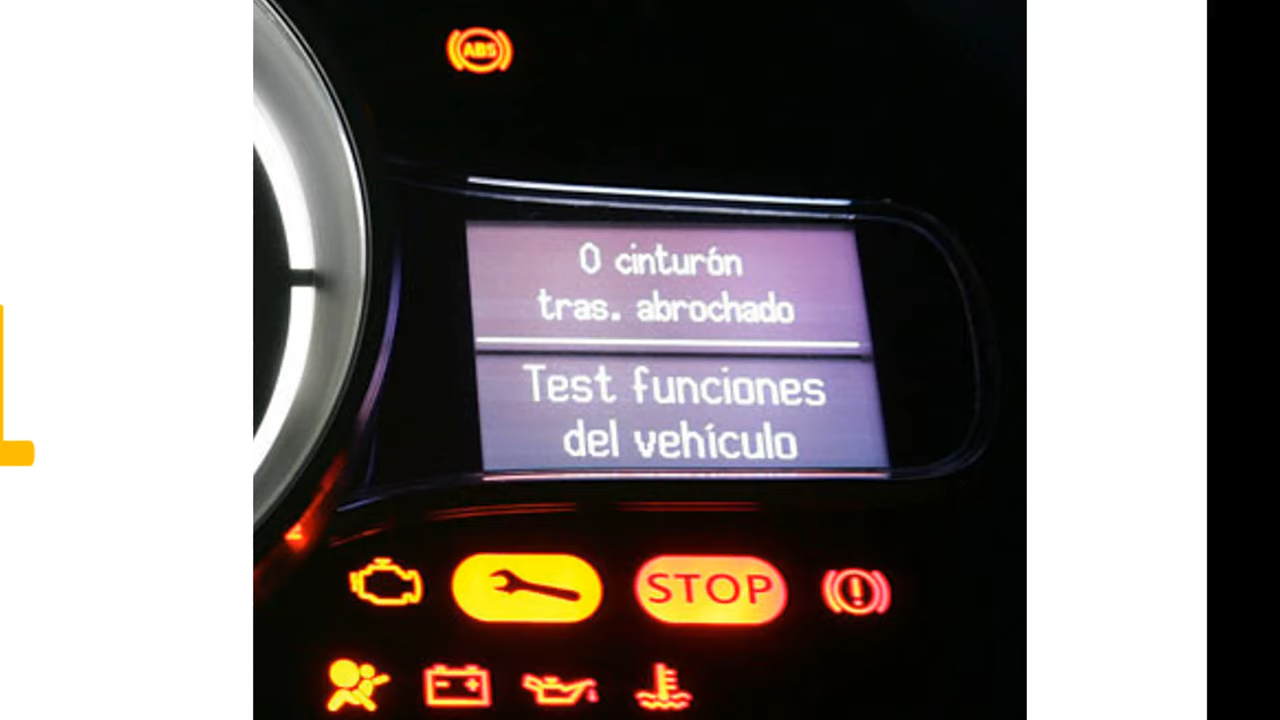 ABS
0 cinturón
tras. abrochado
Test funciones
del vehículo
STOP